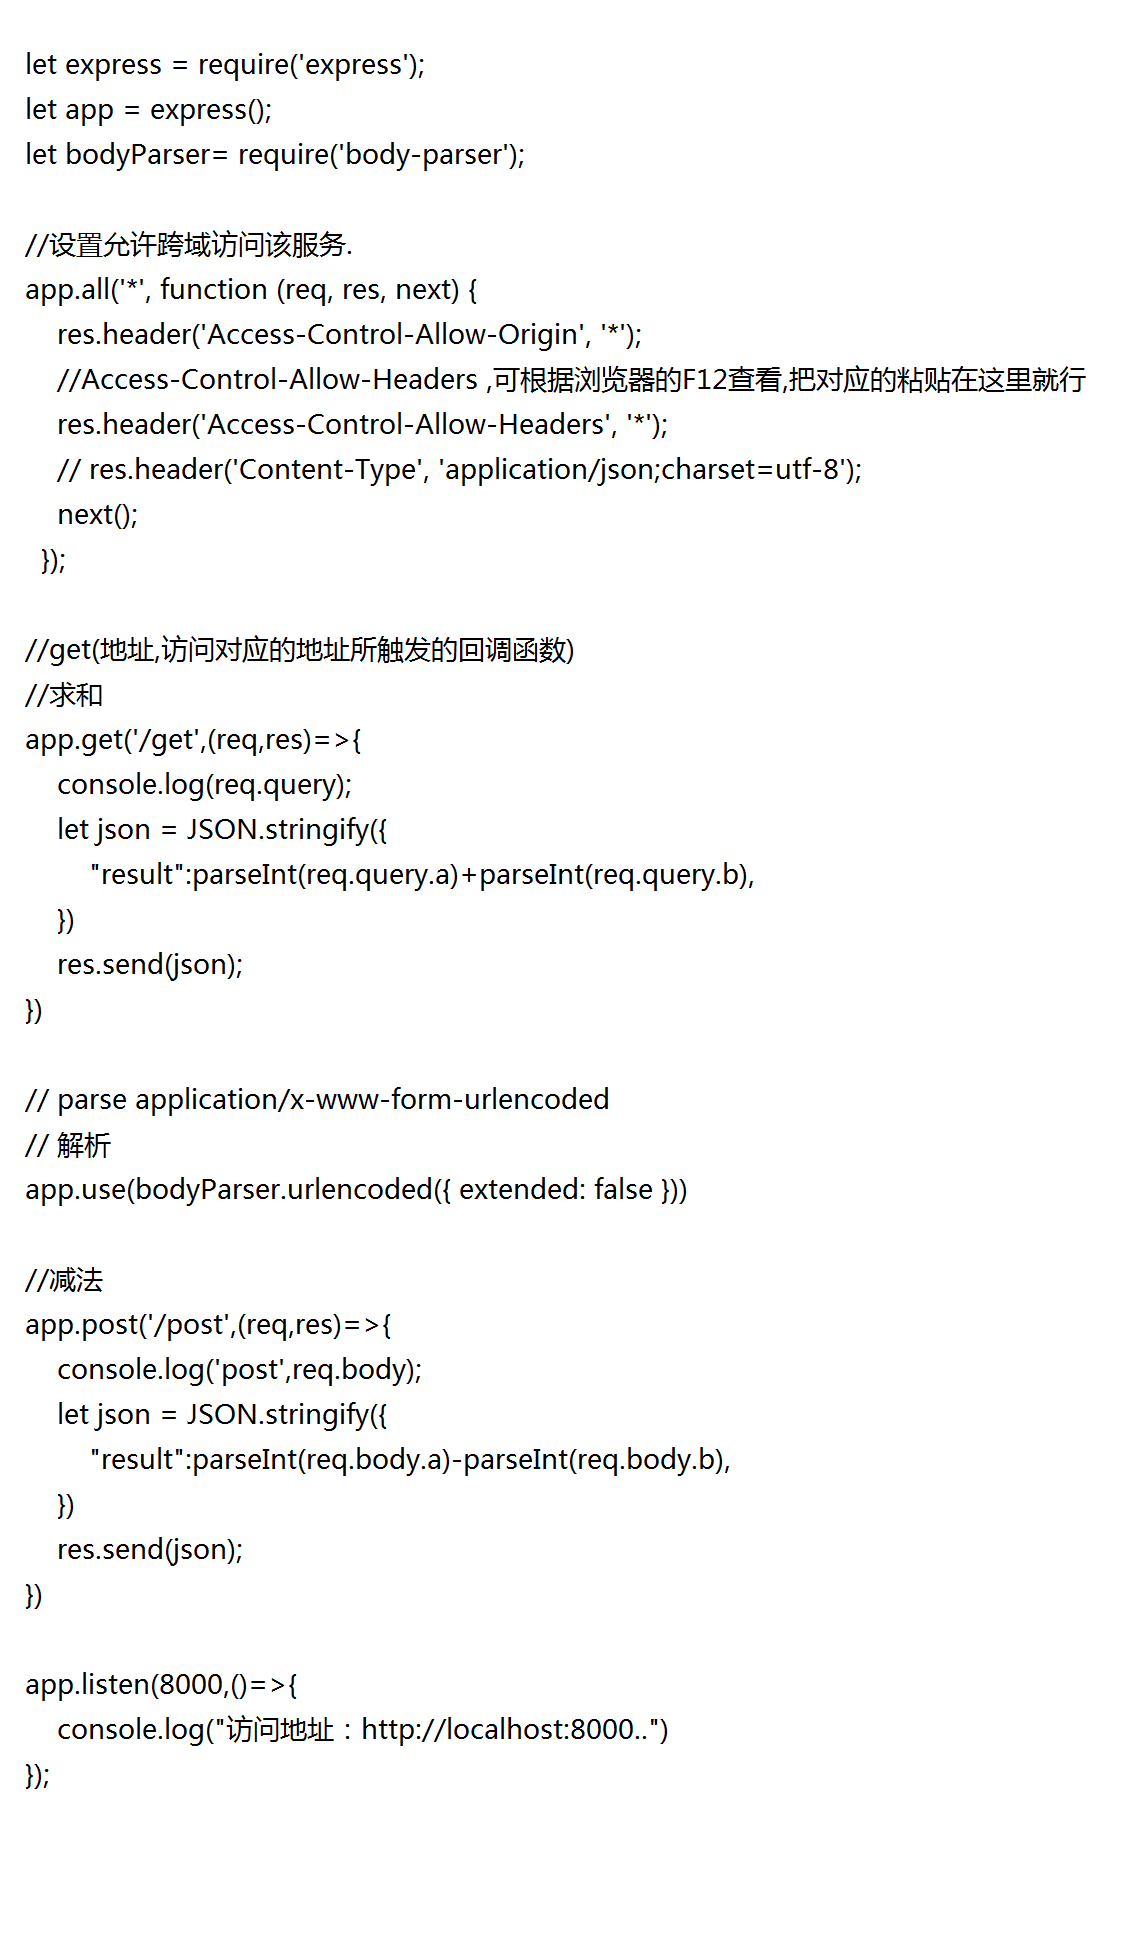 let express = require('express');
let app = express();
let bodyParser= require('body-parser');
//设置允许跨域访问该服务.
app.all('*', function (req, res, next) {
res.header('Access-Control-Allow-Origin', '*');
//Access-Control-Allow-Headers ,可根据浏览器的F12查看,把对应的粘贴在这里就行
res.header('Access-Control-Allow-Headers', '*');
// res.header('Content-Type', 'application/json;charset=utf-8');
next();
});
//get(地址,访问对应的地址所触发的回调函数)
//求和
app.get('/get',(req,res)=>{
console.log(req.query);
let json = JSON.stringify({
"result":parseInt(req.query.a)+parseInt(req.query.b),
})
res.send(json);
})
// parse application/x-www-form-urlencoded
// 解析
app.use(bodyParser.urlencoded({ extended: false }))
//减法
app.post('/post',(req,res)=>{
console.log('post',req.body);
let json = JSON.stringify({
"result":parseInt(req.body.a)-parseInt(req.body.b),
})
res.send(json);
})
app.listen(8000,()=>{
console.log("访问地址：http://localhost:8000..")
});